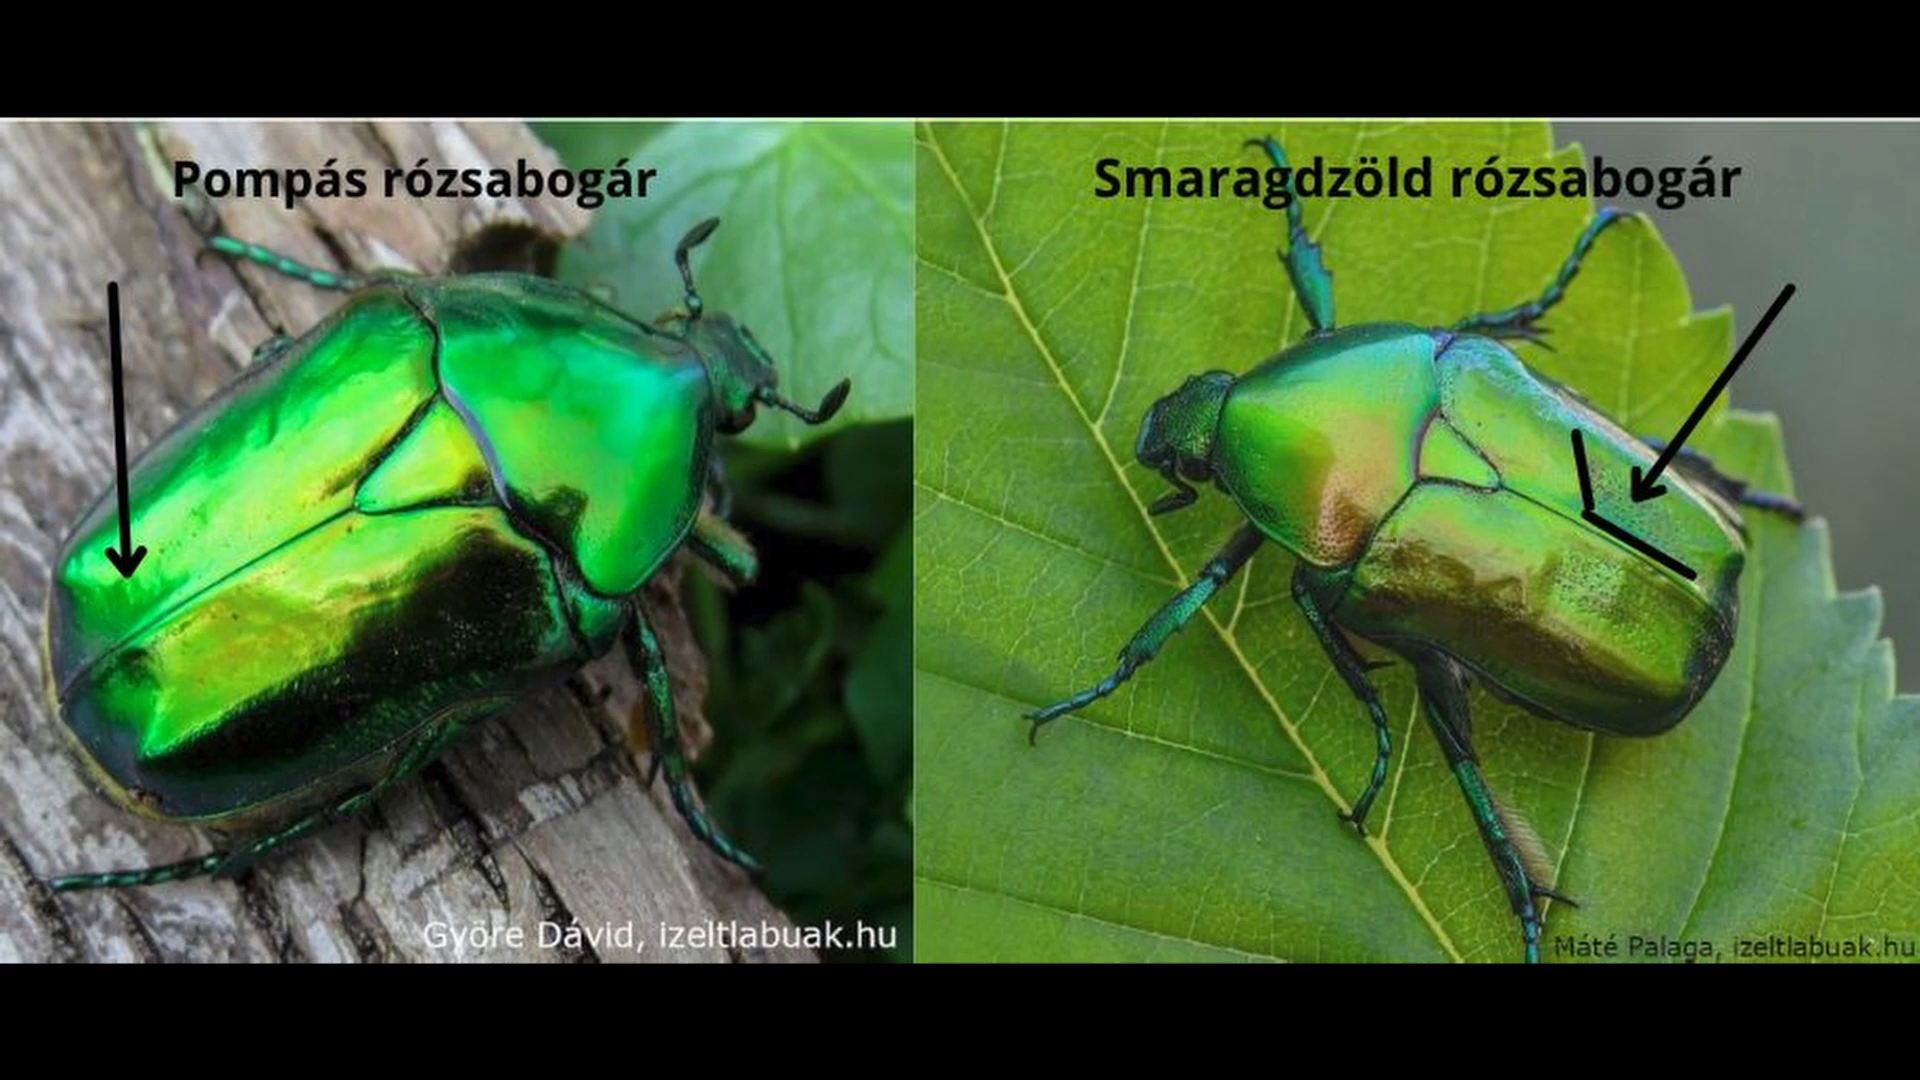 Pompás rózsabogár
Smaragdzöld rózsabogár
Györe Dávid, izeltlabuak.hu
Máté Palaga, izeltlabuak.hu